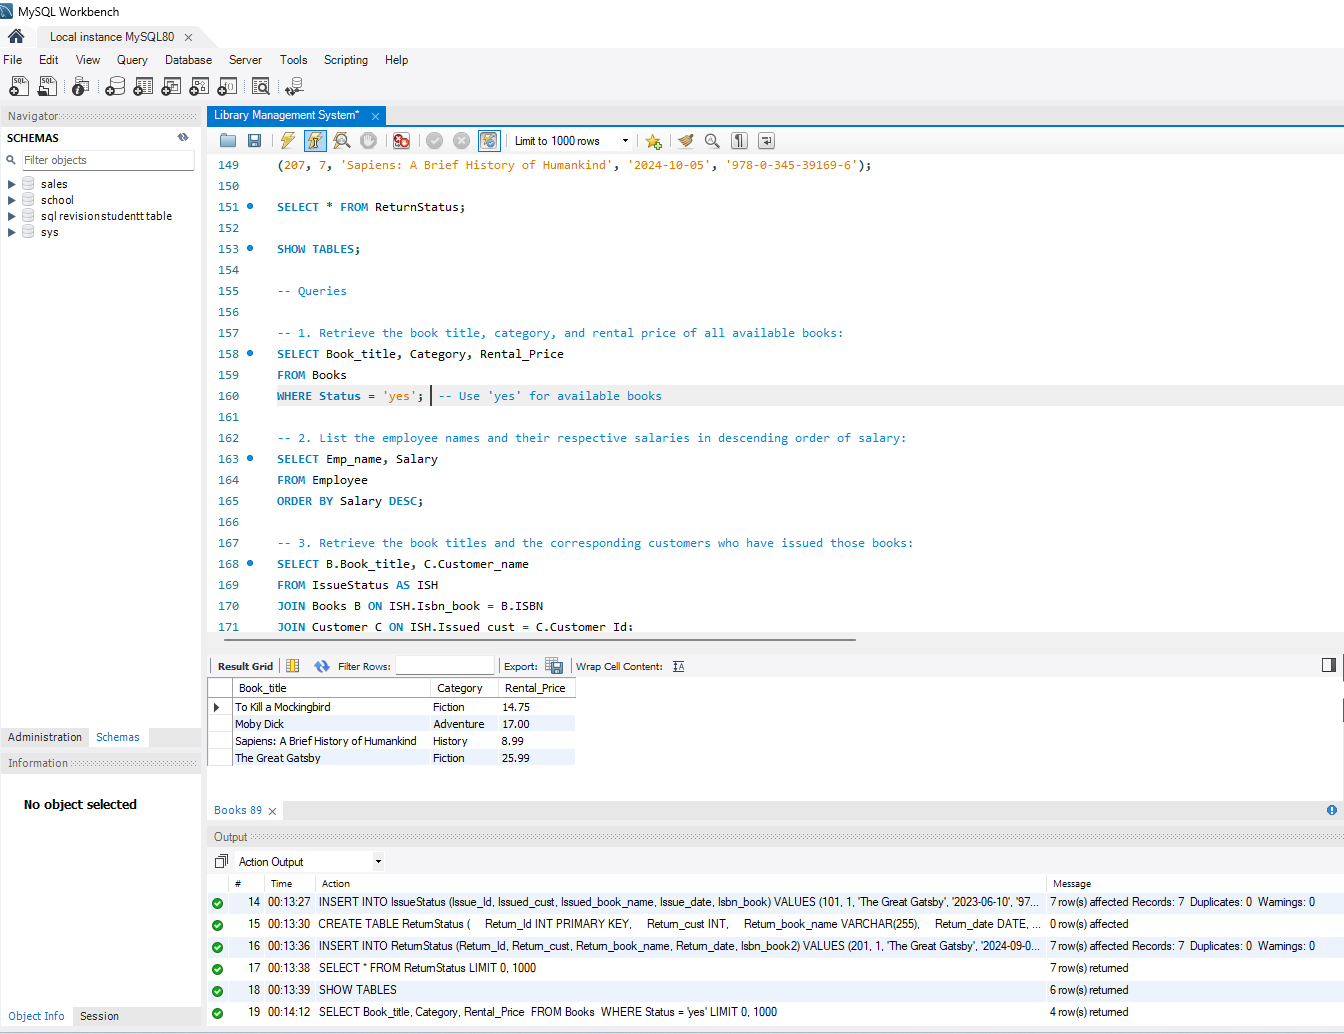 MySQL Workbench
Local instance MySQL80
File Edit View Query Database Server Tools Scripting Help
Navigator
SCHEMAS
Filter objects
sales
school
sql revisionstudentt table
sys
Administration Schemas
Information
No object selected
Object Info Session
Library Management System*
Limit to 1000 rows
149 (207, 7, 'Sapiens: A Brief History of Humankind', '2024-10-05', '978-0-345-39169-6');
150
151 SELECT * FROM ReturnStatus;
152
153 SHOW TABLES;
154
155 -- Queries
156
157 -- 1. Retrieve the book title, category, and rental price of all available books:
158 SELECT Book_title, Category, Rental_Price
159 FROM Books
160 WHERE Status = 'yes'; -- Use 'yes' for available books
161
162 -- 2. List the employee names and their respective salaries in descending order of salary:
163 SELECT Emp_name, Salary
164 FROM Employee
165 ORDER BY Salary DESC;
166
167 -- 3. Retrieve the book titles and the corresponding customers who have issued those books:
168 SELECT B.Book_title, C.Customer_name
169 FROM IssueStatus AS ISH
170 JOIN Books B ON ISH.Isbn_book = B.ISBN
171 JOIN Customer C ON ISH.Issued_cust = C.Customer_Id;
Result Grid Filter Rows: Export: Wrap Cell Content:
Book_title Category Rental_Price
To Kill a Mockingbird Fiction 14.75
Moby Dick Adventure 17.00
Sapiens: A Brief History of Humankind History 8.99
The Great Gatsby Fiction 25.99
Books 89
Output
Action Output
# Time Action Message
14 00:13:27 INSERT INTO IssueStatus (Issue_Id, Issued_cust, Issued_book_name, Issue_date, Isbn_book) VALUES (101, 1, 'The Great Gatsby', '2023-06-10', '97... 7 row(s) affected Records: 7 Duplicates: 0 Warnings: 0
15 00:13:30 CREATE TABLE ReturnStatus ( Return_Id INT PRIMARY KEY, Return_cust INT, Return_book_name VARCHAR(255), Return_date DATE, ... 0 row(s) affected
16 00:13:36 INSERT INTO ReturnStatus (Return_Id, Return_cust, Return_book_name, Return_date, Isbn_book2) VALUES (201, 1, 'The Great Gatsby', '2024-09-0... 7 row(s) affected Records: 7 Duplicates: 0 Warnings: 0
17 00:13:38 SELECT * FROM ReturnStatus LIMIT 0, 1000 7 row(s) returned
18 00:13:39 SHOW TABLES 6 row(s) returned
19 00:14:12 SELECT Book_title, Category, Rental_Price FROM Books WHERE Status = 'yes' LIMIT 0, 1000 4 row(s) returned